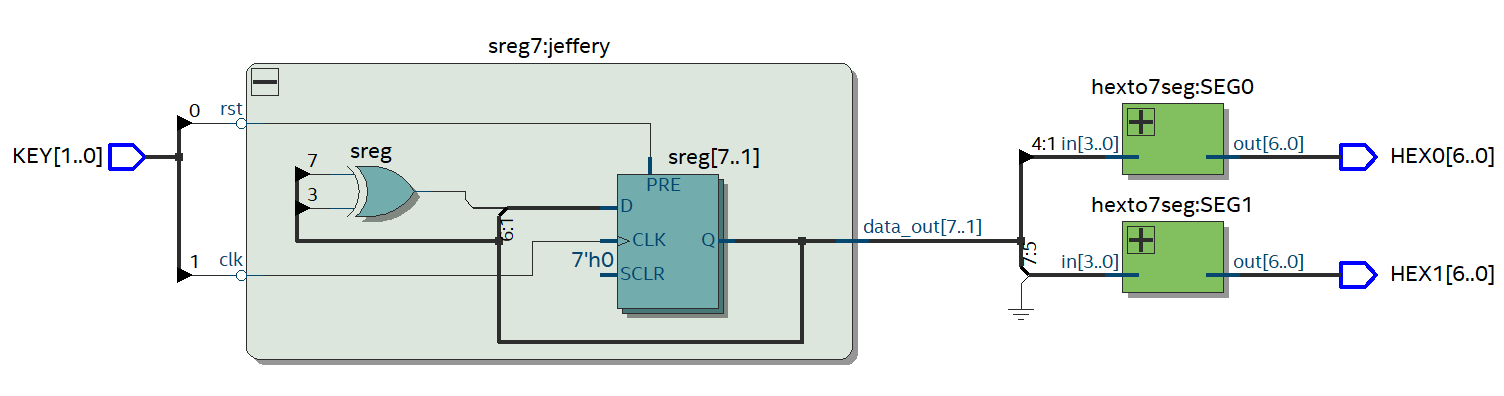 sreg7:jeffery
KEY[1..0]
0
rst
1
clk
7
3
sreg
6:1
sreg[7..1]
PRE
D
CLK
Q
7'h0
SCLR
data_out[7..1]
hexto7seg:SEG0
4:1
in[3..0]
out[6..0]
HEX0[6..0]
hexto7seg:SEG1
7:5
in[3..0]
out[6..0]
HEX1[6..0]